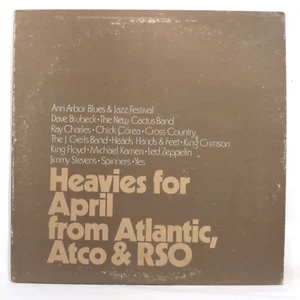 Ann Arbor Blues & Jazz Festival
Dave Brubeck • The New Cactus Band
Ray Charles • Chick Corea • Cross Country
The J. Geils Band • Heads Hands & Feet • King Crimson
King Floyd • Michael Kamen • Led Zeppelin
Jimmy Stevens • Spinners • Yes
Heavies for
April
from Atlantic,
Atco & RSO